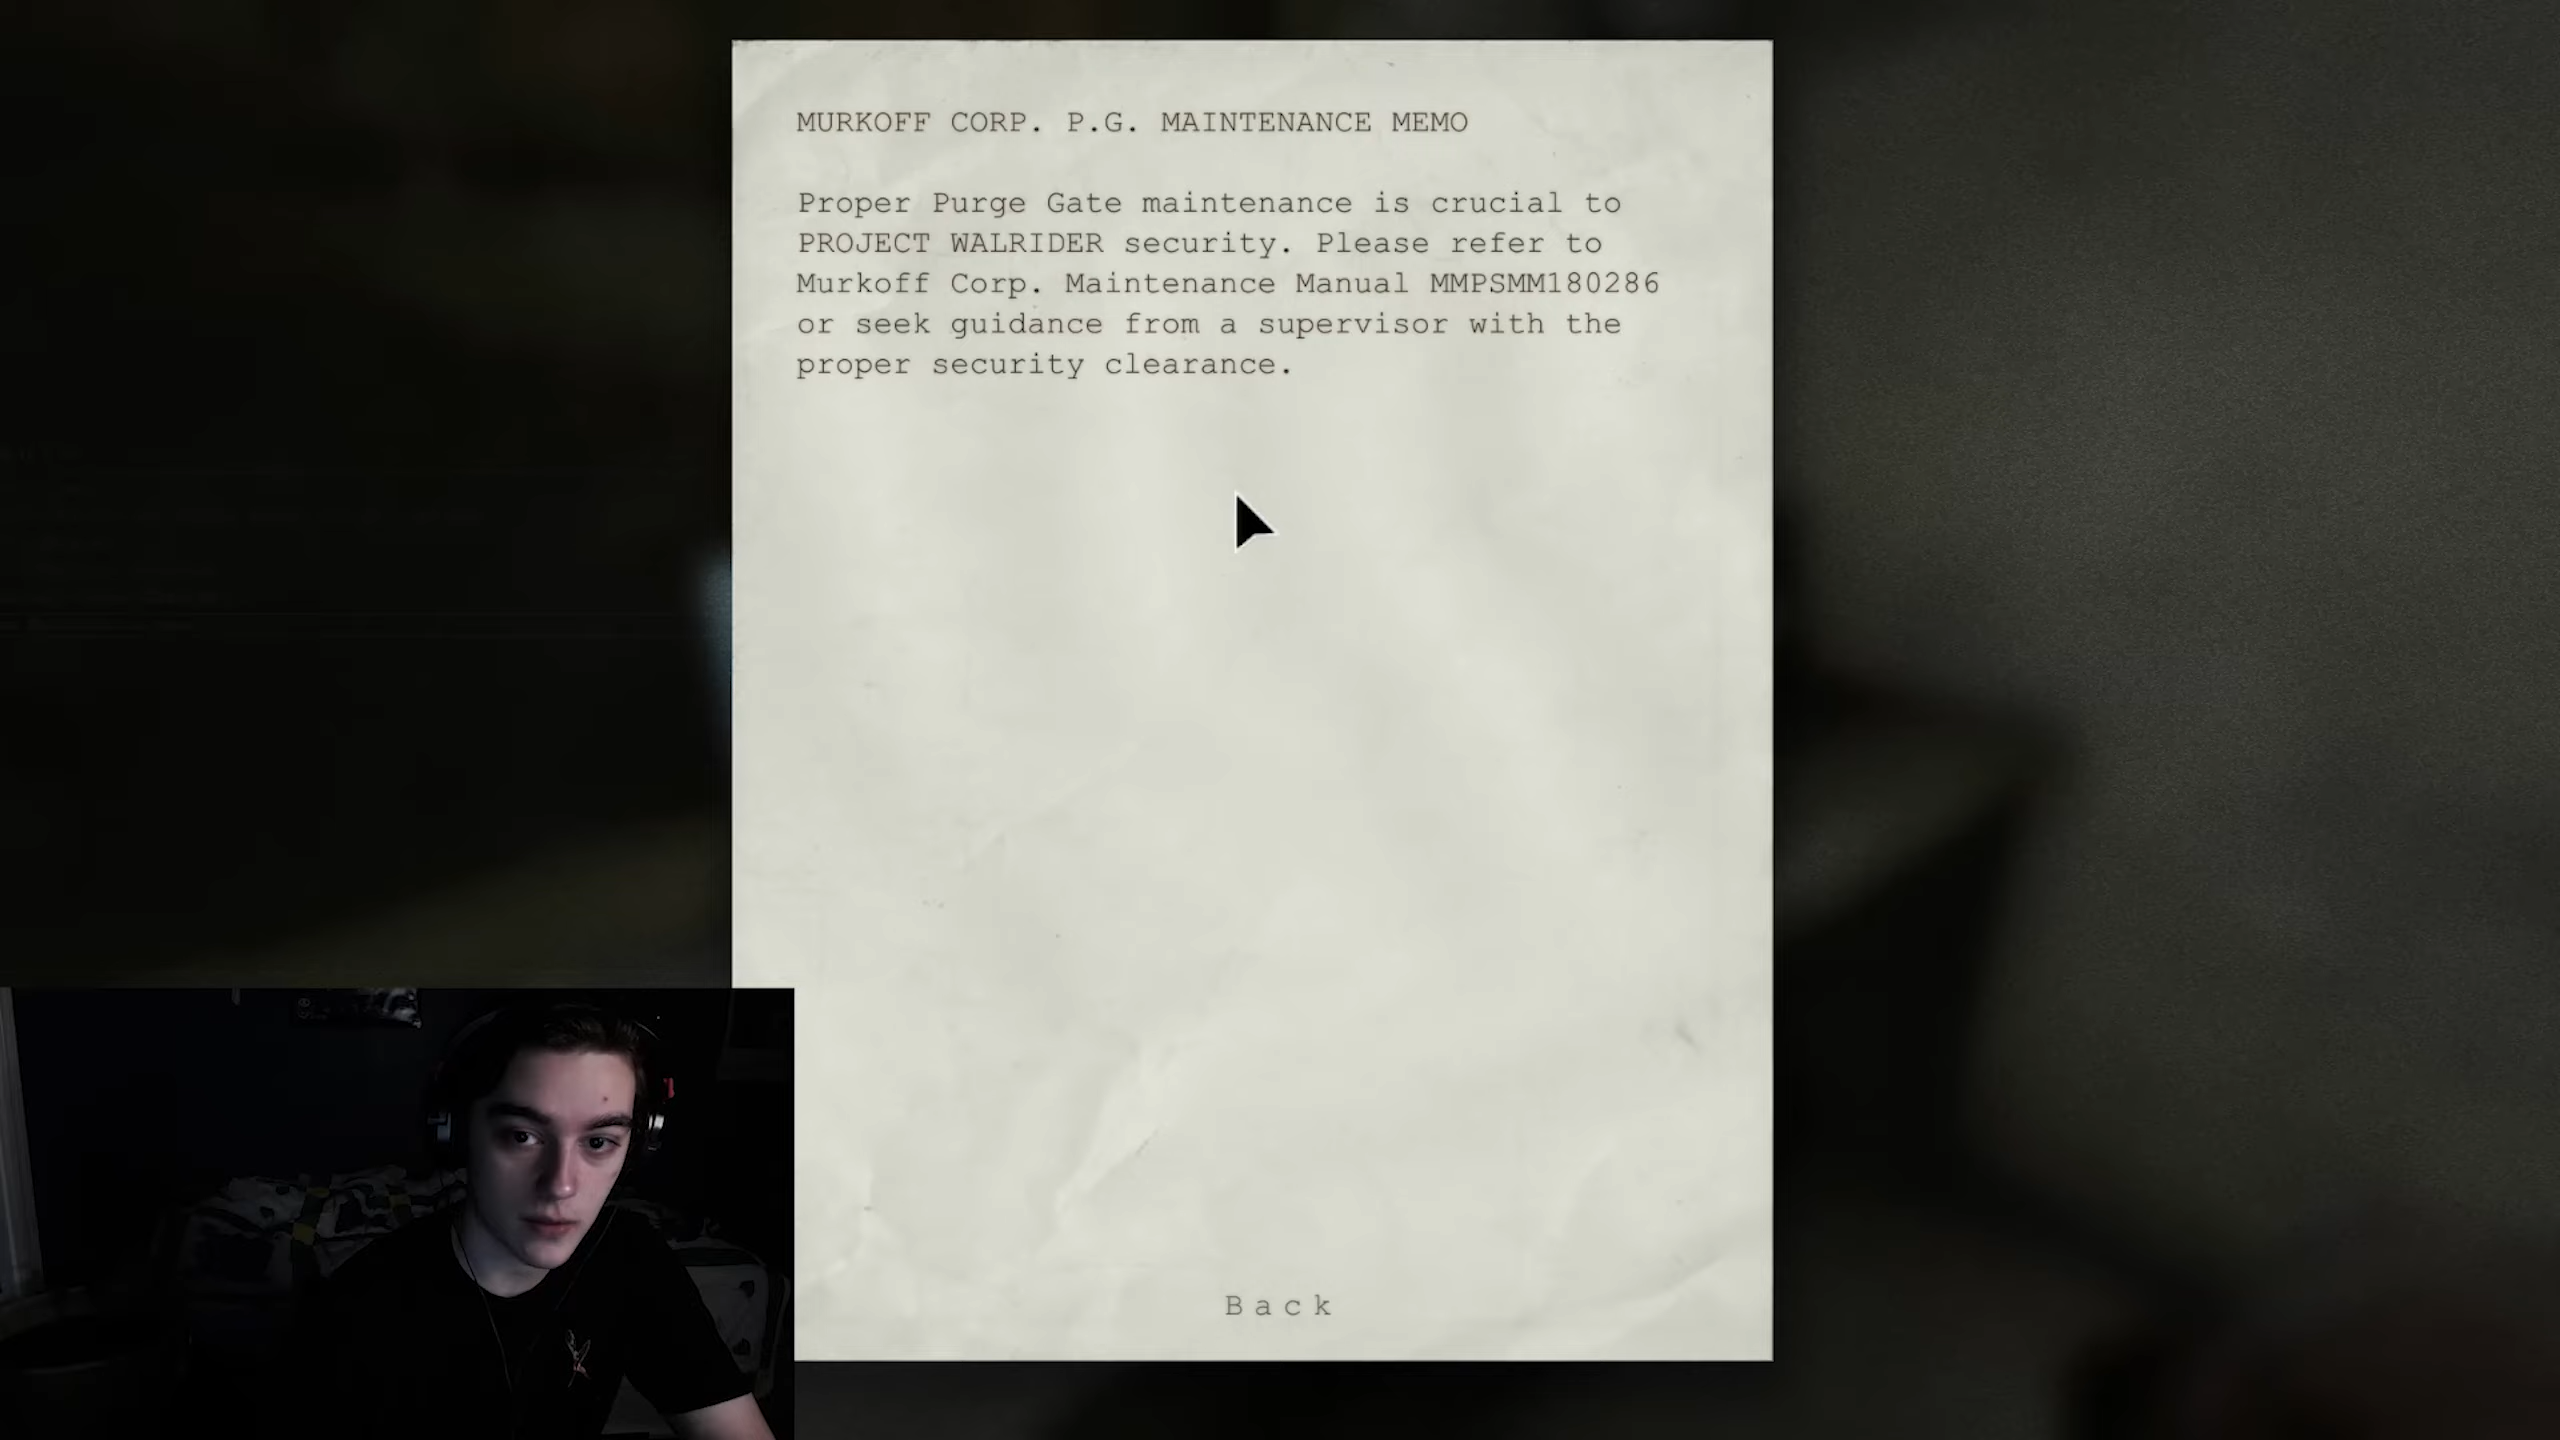 MURKOFF CORP. P.G. MAINTENANCE MEMO
Proper Purge Gate maintenance is crucial to
PROJECT WALRIDER security. Please refer to
Murkoff Corp. Maintenance Manual MMPSMM180286
or seek guidance from a supervisor with the
proper security clearance.
Back